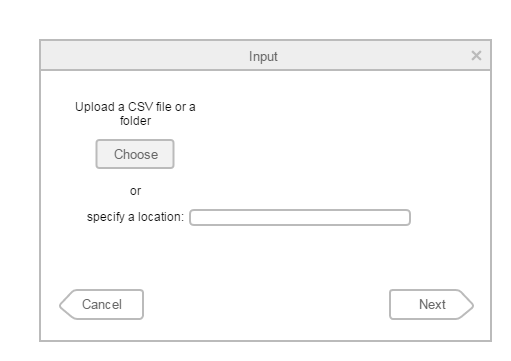 Input
Upload a CSV file or a
folder
Choose
or
specify a location:
Cancel
Next